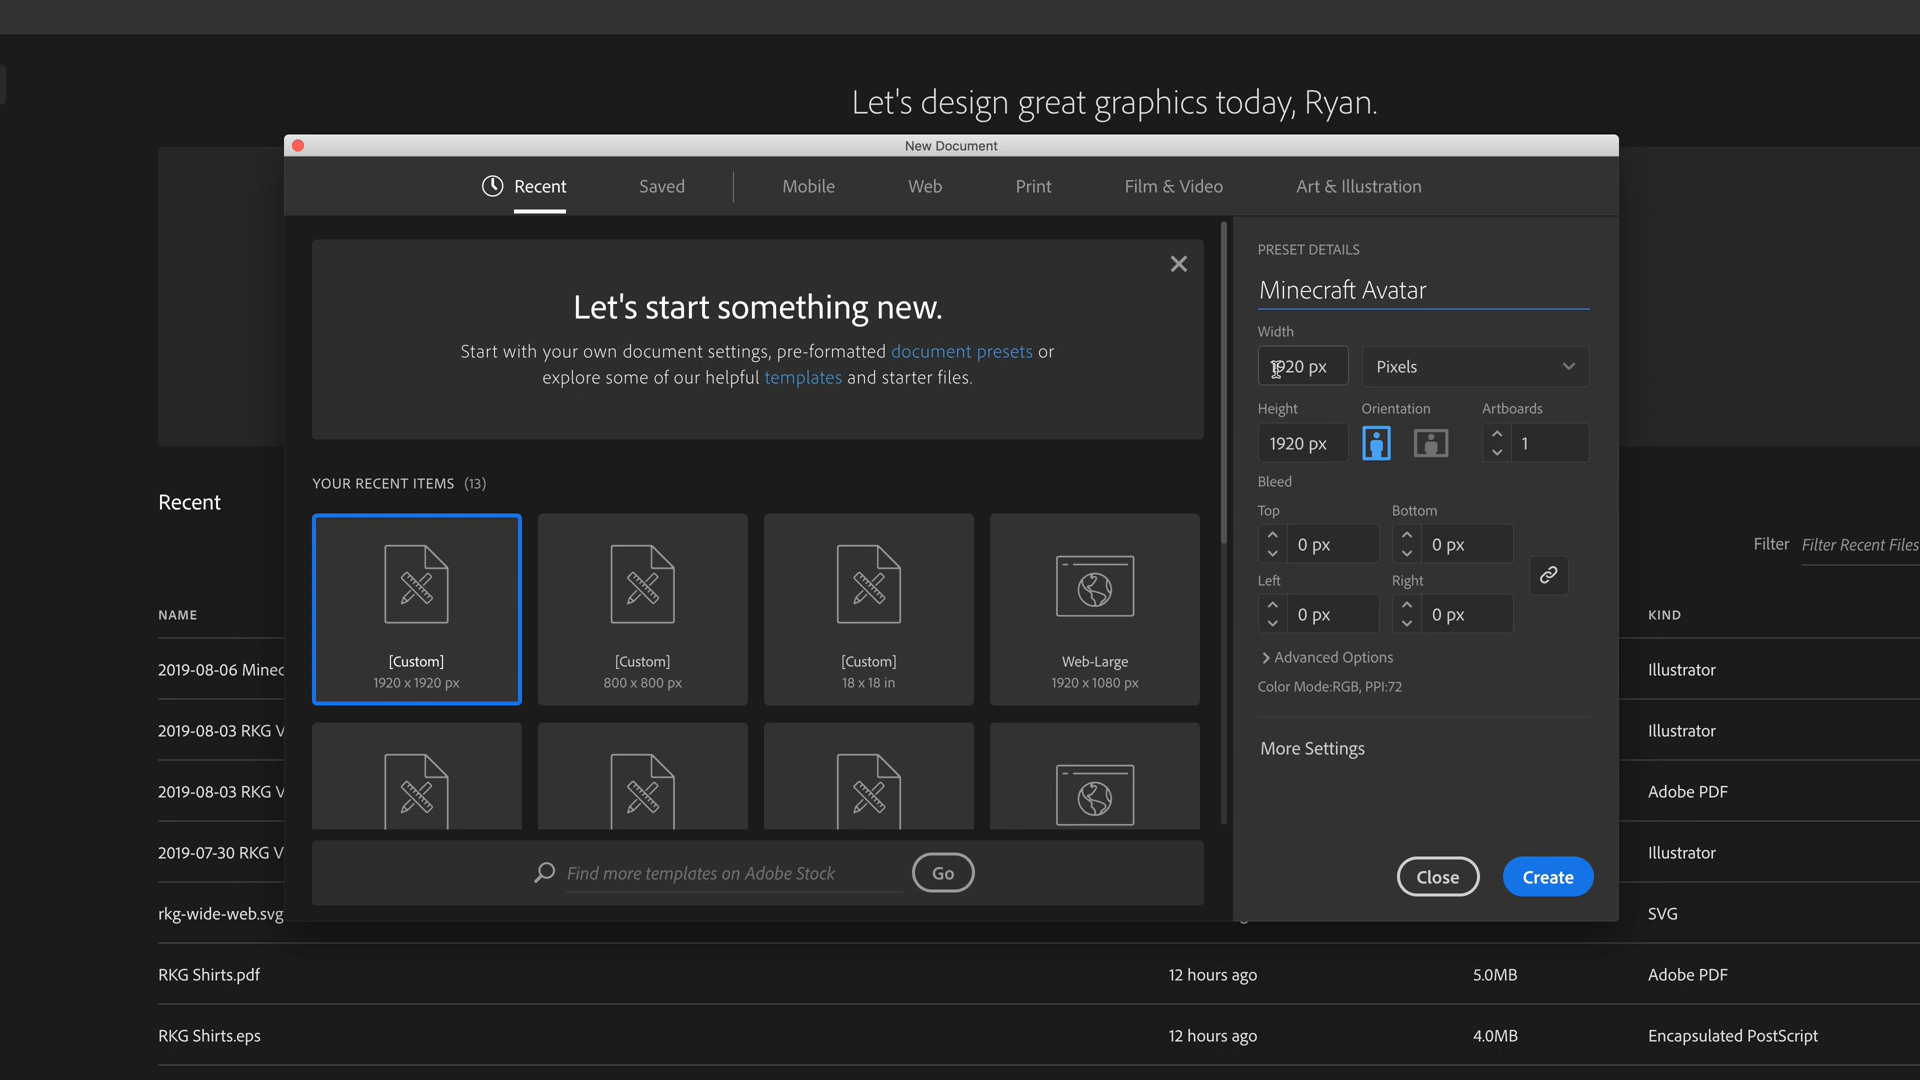 Let's design great graphics today, Ryan.
New Document
Recent
Saved
Mobile
Web
Print
Film & Video
Art & Illustration
Let's start something new.
Start with your own document settings, pre-formatted document presets or
explore some of our helpful templates and starter files.
YOUR RECENT ITEMS (13)
[Custom]
1920 x 1920 px
[Custom]
800 x 800 px
[Custom]
18 x 18 in
Web-Large
1920 x 1080 px
Find more templates on Adobe Stock
Go
PRESET DETAILS
Minecraft Avatar
Width
1920 px
Pixels
Height
Orientation
Artboards
1920 px
1
Bleed
Top
Bottom
0 px
0 px
Left
Right
0 px
0 px
Advanced Options
Color Mode:RGB, PPI:72
More Settings
Close
Create
Recent
Filter Filter Recent Files
NAME
KIND
2019-08-06 Minec
Illustrator
2019-08-03 RKG V
Illustrator
2019-08-03 RKG V
Adobe PDF
2019-07-30 RKG V
Illustrator
rkg-wide-web.svg
SVG
RKG Shirts.pdf
12 hours ago
5.0MB
Adobe PDF
RKG Shirts.eps
12 hours ago
4.0MB
Encapsulated PostScript